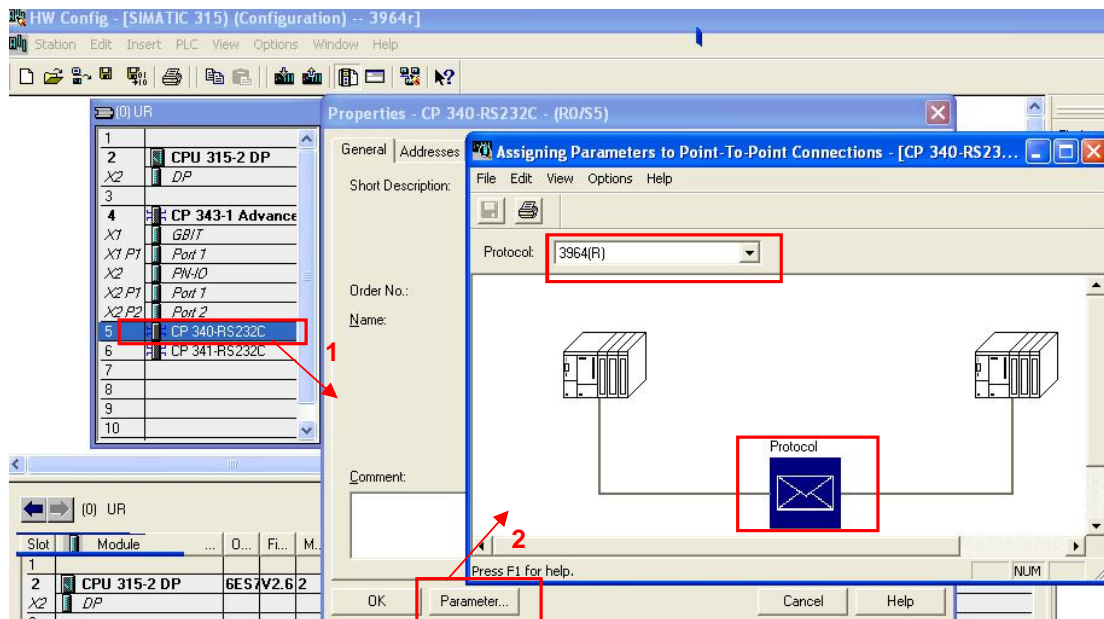 HW Config - [SIMATIC 315) (Configuration) -- 3964r]
Station Edit Insert PLC View Options Window Help
(0) UR
1
2 CPU 315-2 DP
X2 DP
3
4 CP 343-1 Advance
X1 GBIT
X1 P1 Port 1
X2 PN-IO
X2 P1 Port 1
X2 P2 Port 2
5 CP 340-RS232C
6 CP 341-RS232C
7
8
9
10
Properties - CP 340-RS232C - (R0/S5)
General Addresses
Short Description:
Order No.:
Name:
Comment:
OK Parameter... Cancel Help
Assigning Parameters to Point-To-Point Connections - [CP 340-RS23...
File Edit View Options Help
Protocol: 3964(R)
Protocol
Press F1 for help. NUM
1
2
(0) UR
Slot Module ... O... Fi... M..
1
2 CPU 315-2 DP 6ES7 V2.6 2
X2 DP